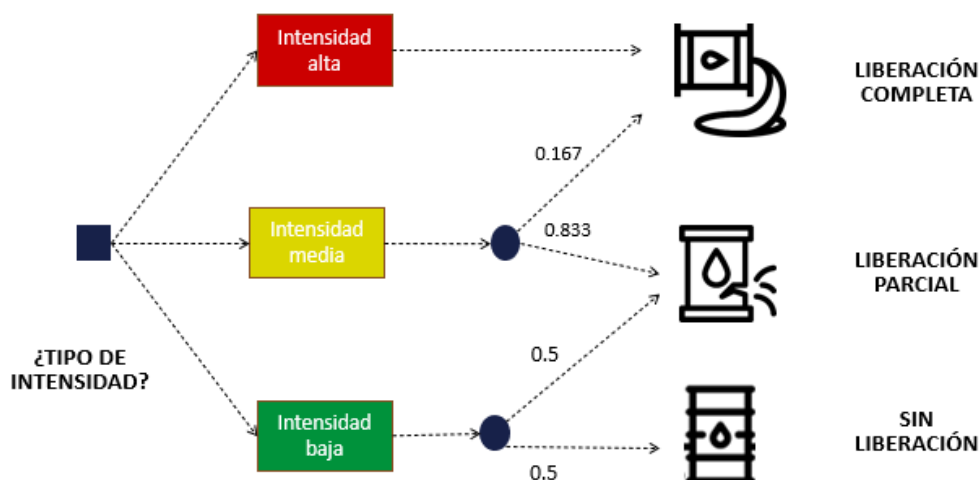 Intensidad
alta
LIBERACIÓN
COMPLETA
0.167
Intensidad
media
0.833
LIBERACIÓN
PARCIAL
¿TIPO DE
INTENSIDAD?
0.5
Intensidad
baja
SIN
LIBERACIÓN
0.5